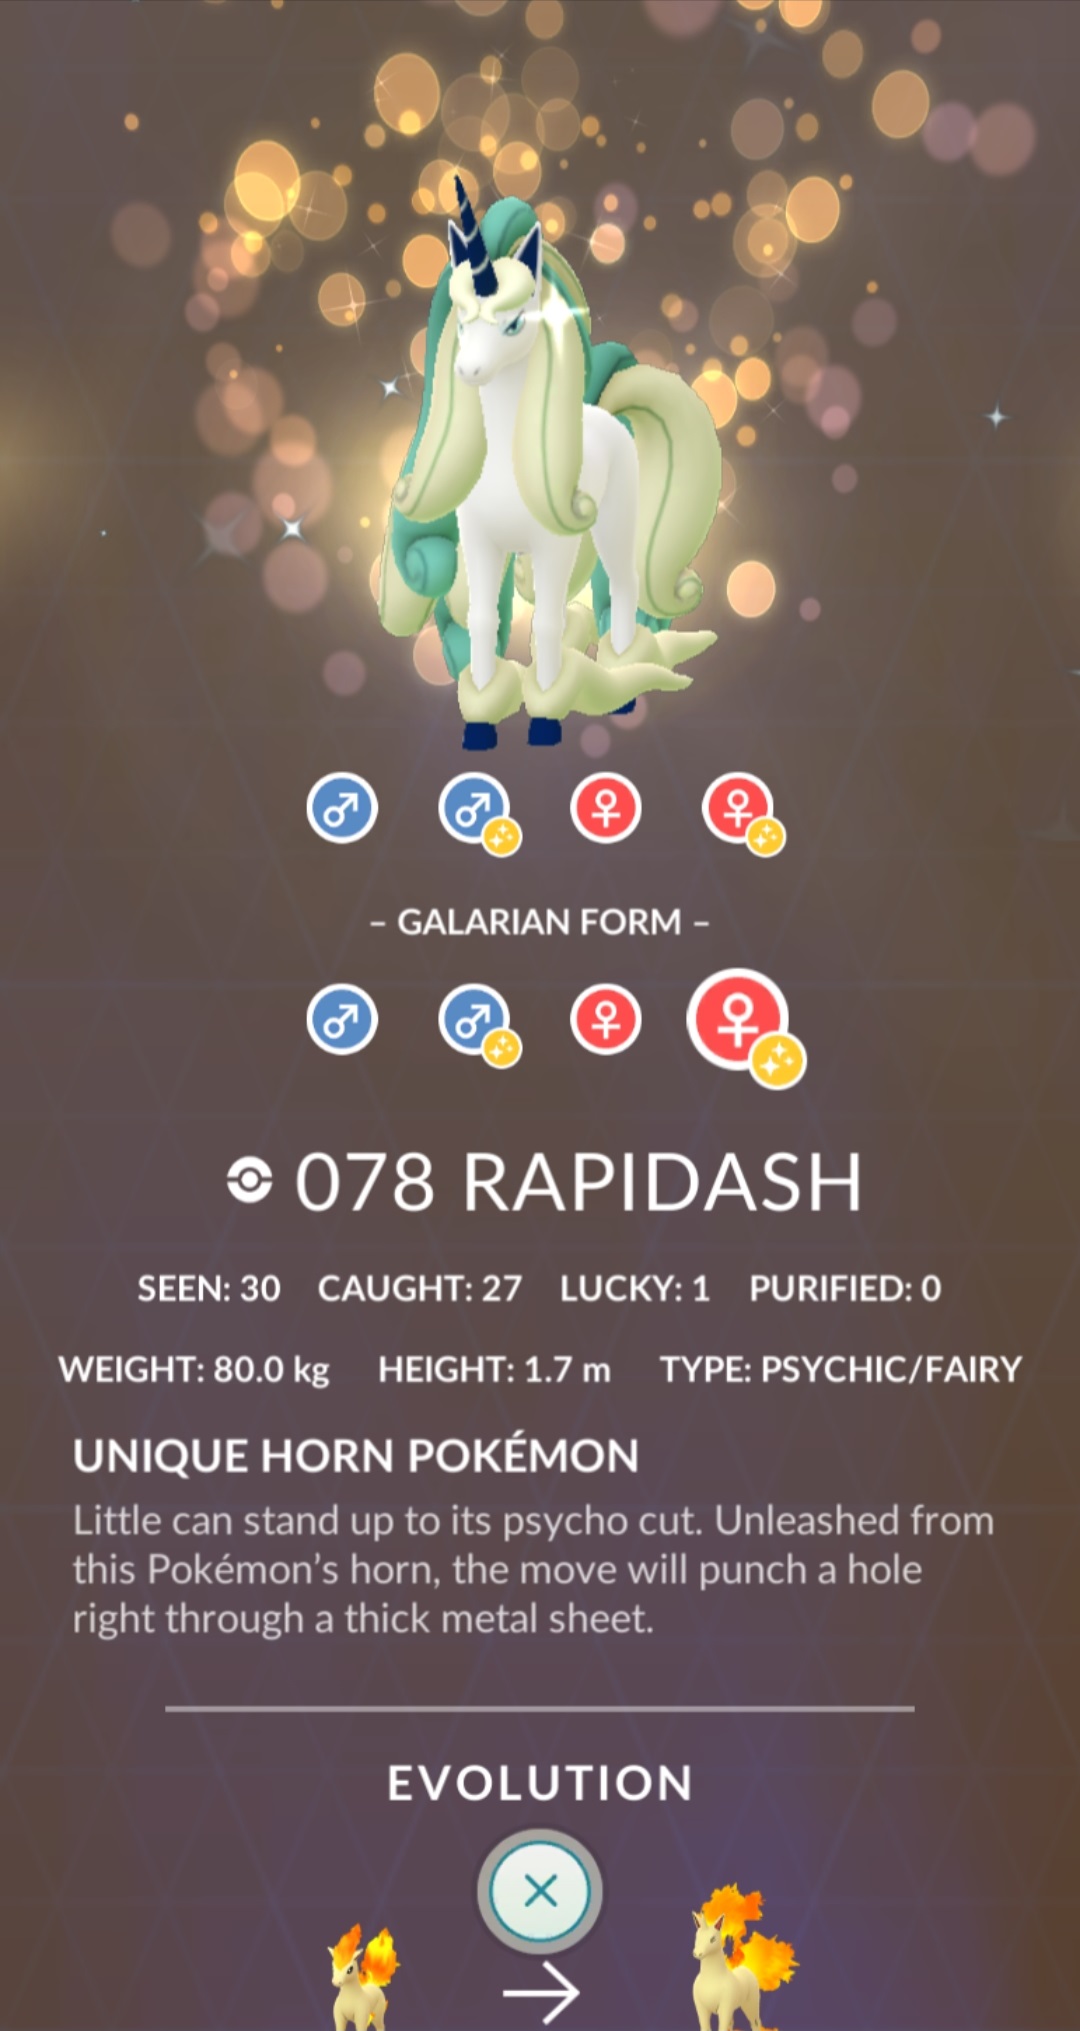 – GALARIAN FORM –
078 RAPIDASH
SEEN: 30 CAUGHT: 27 LUCKY: 1 PURIFIED: 0
WEIGHT: 80.0 kg HEIGHT: 1.7 m TYPE: PSYCHIC/FAIRY
UNIQUE HORN POKÉMON
Little can stand up to its psycho cut. Unleashed from
this Pokémon’s horn, the move will punch a hole
right through a thick metal sheet.
EVOLUTION